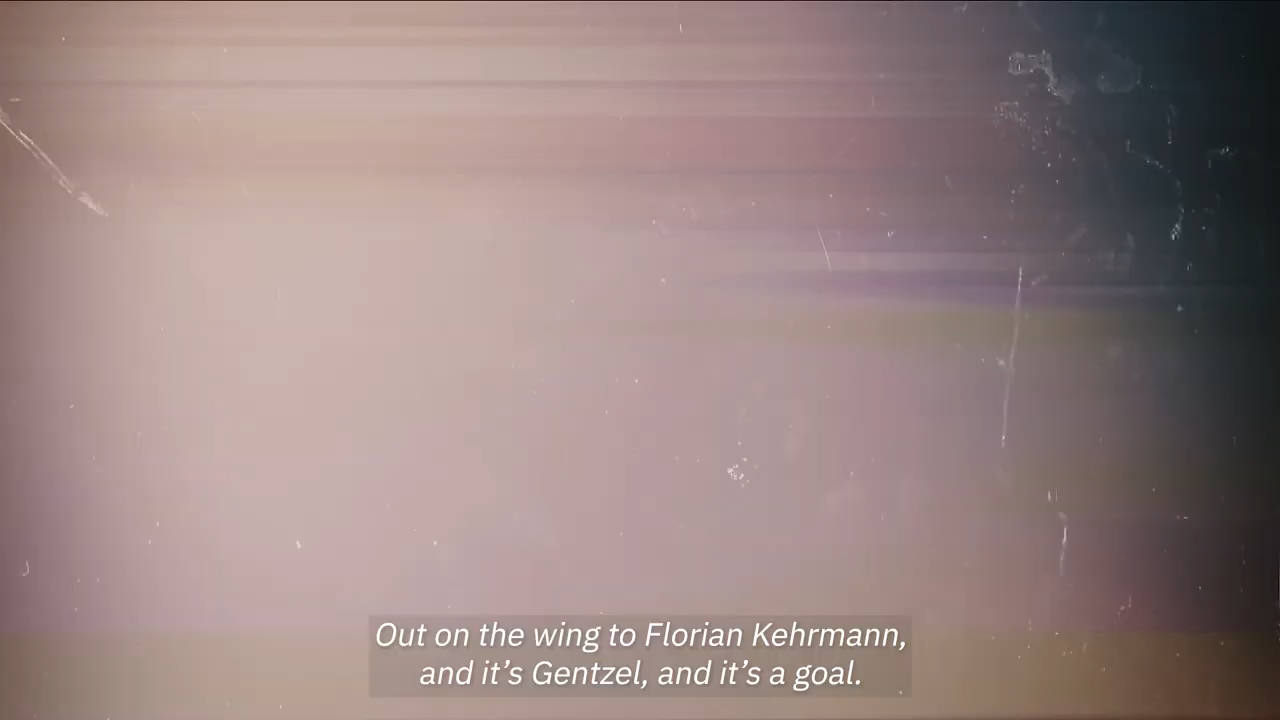 Out on the wing to Florian Kehrmann,
and it’s Gentzel, and it’s a goal.